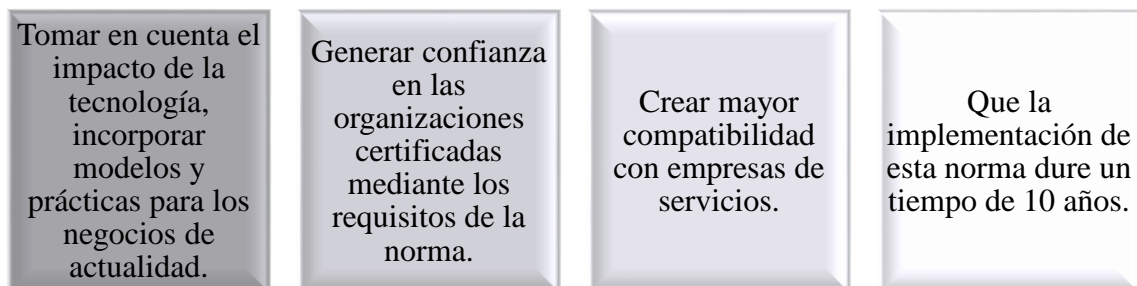 Tomar en cuenta el
impacto de la
tecnología,
incorporar
modelos y
prácticas para los
negocios de
actualidad.
Generar confianza
en las
organizaciones
certificadas
mediante los
requisitos de la
norma.
Crear mayor
compatibilidad
con empresas de
servicios.
Que la
implementación de
esta norma dure un
tiempo de 10 años.